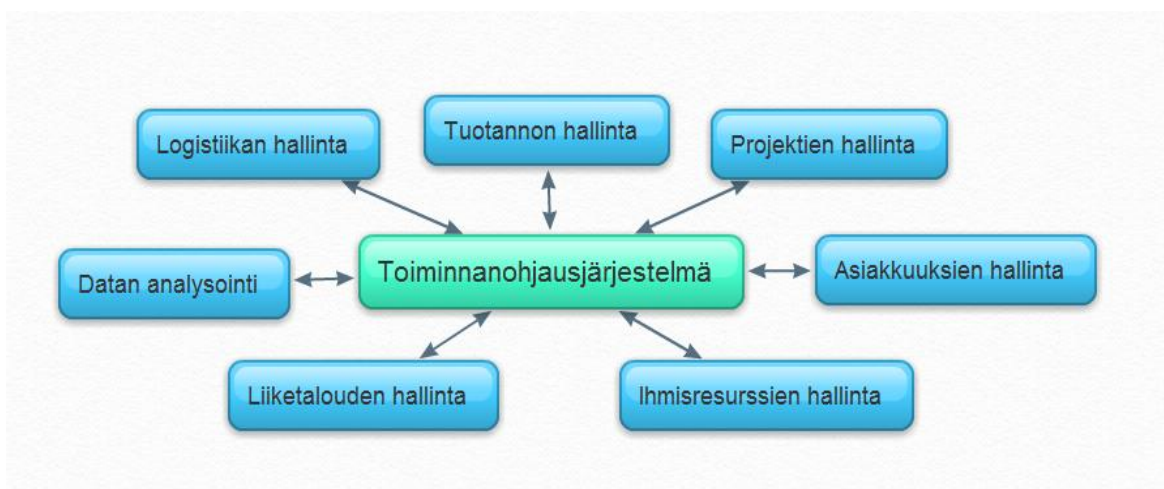 Logistiikan hallinta
Tuotannon hallinta
Projektien hallinta
Datan analysointi
Toiminnanohjausjärjestelmä
Asiakkuuksien hallinta
Liiketalouden hallinta
Ihmisresurssien hallinta